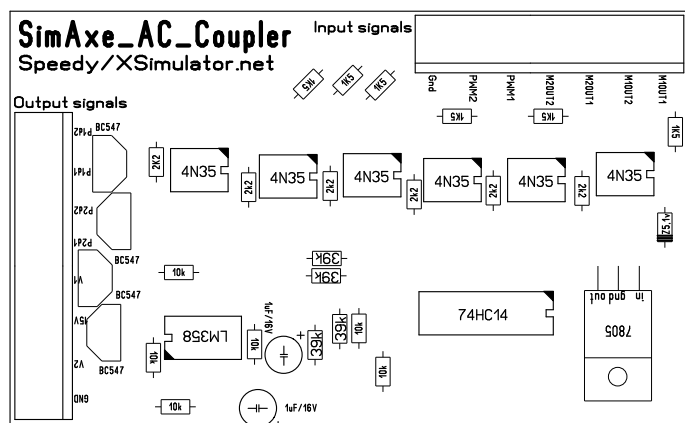 SimAxe_AC_Coupler
Speedy/XSimulator.net
Input signals
Gnd
PWM2
PWM1
M2OUT2
M2OUT1
M1OUT2
M1OUT1
1K5
1K5
1K5
1K5
1K5
1K5
Output signals
P1d2
P1d1
P2d2
P2d1
V1
15V
V2
GND
BC547
BC547
BC547
BC547
2K2
4N35
2k2
4N35
2k2
4N35
2k2
4N35
2k2
4N35
2k2
4N35
Z5,1v
39k
39k
10k
1uF/16V
LM358
10k
10k
39k
39k
10k
10k
10k
1uF/16V
74HC14
out
gnd
in
7805